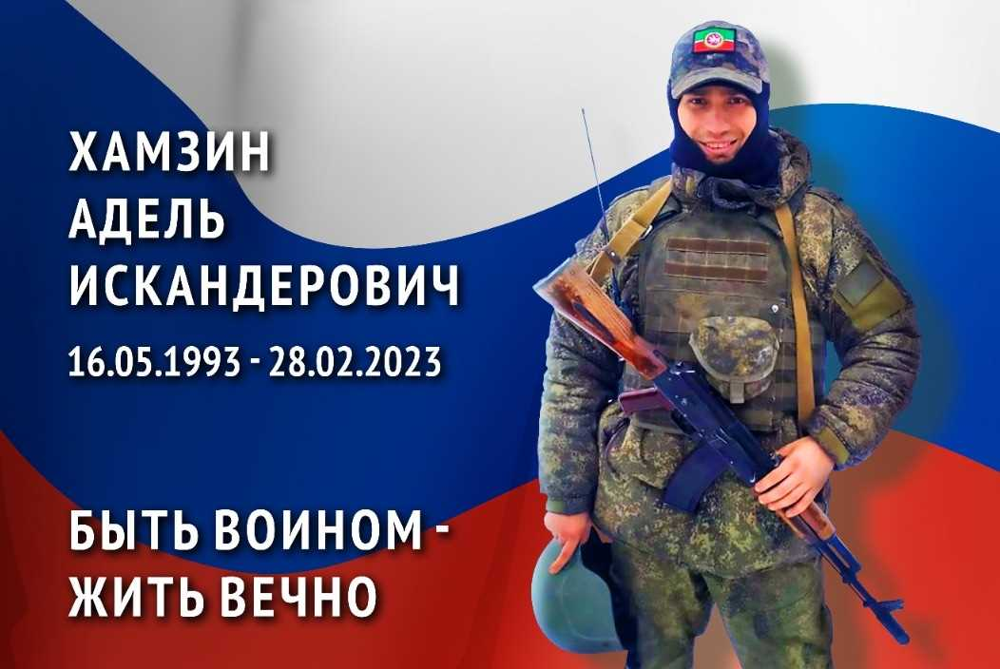 ХАМЗИН
АДЕЛЬ
ИСКАНДЕРОВИЧ
16.05.1993 - 28.02.2023
БЫТЬ ВОИНОМ -
ЖИТЬ ВЕЧНО